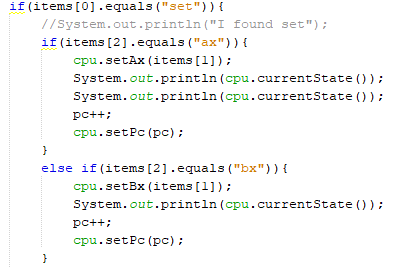 if(items[0].equals("set")){
    //System.out.println("I found set");
    if(items[2].equals("ax")){
        cpu.setAx(items[1]);
        System.out.println(cpu.currentState());
        System.out.println(cpu.currentState());
        pc++;
        cpu.setPc(pc);
    }
    else if(items[2].equals("bx")){
        cpu.setBx(items[1]);
        System.out.println(cpu.currentState());
        pc++;
        cpu.setPc(pc);
    }